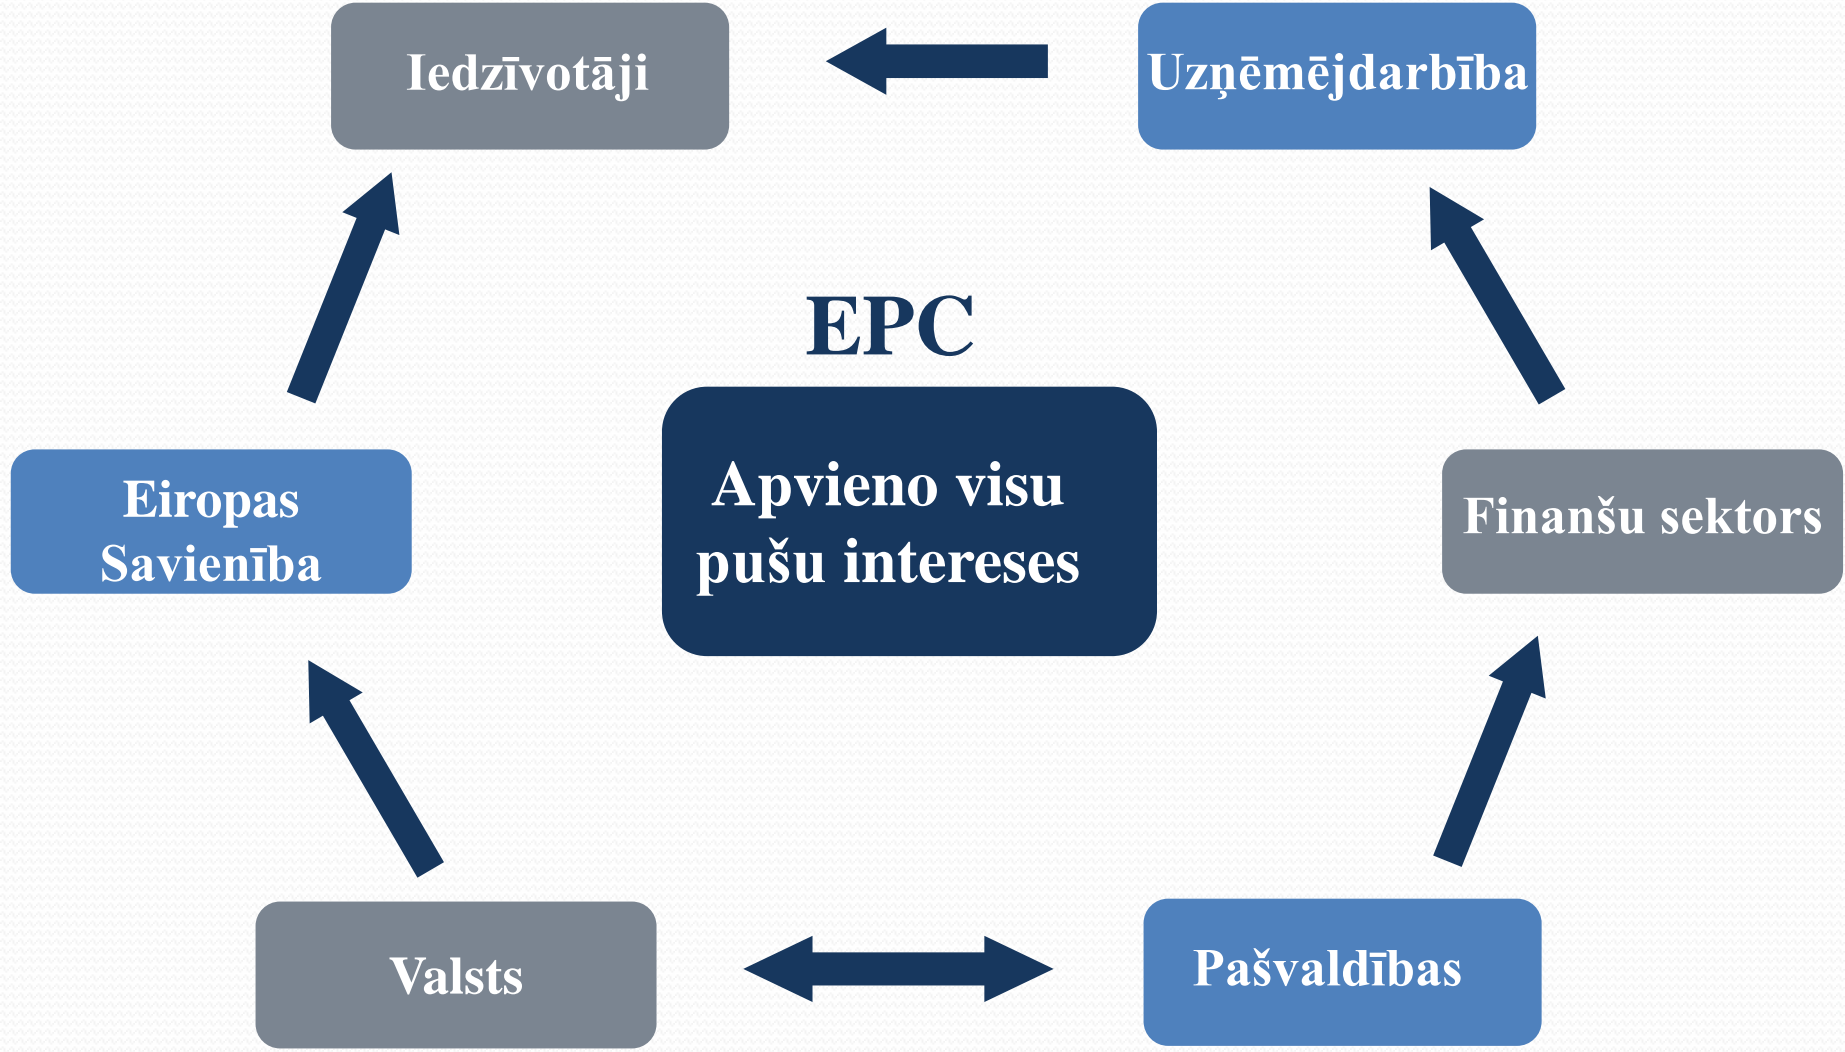 Iedzīvotāji
Uzņēmējdarbība
EPC
Apvieno visu
pušu intereses
Eiropas
Savienība
Finanšu sektors
Valsts
Pašvaldības